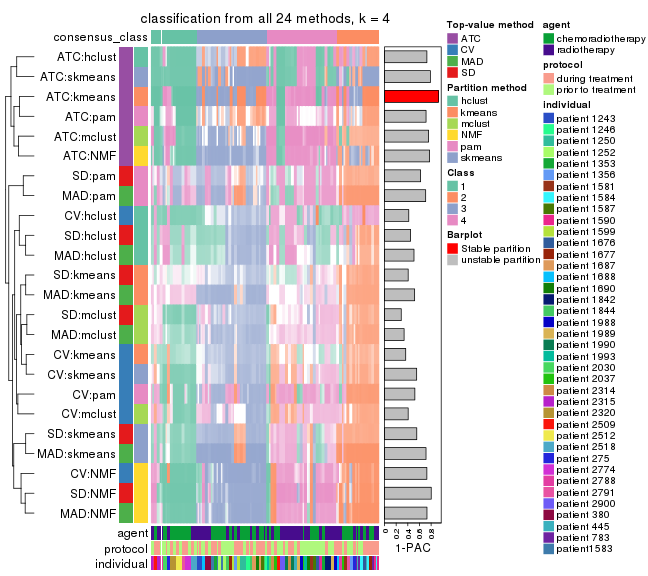 classification from all 24 methods, k = 4
consensus_class
ATC:hclust
ATC:skmeans
ATC:kmeans
ATC:pam
ATC:mclust
ATC:NMF
SD:pam
MAD:pam
CV:hclust
SD:hclust
MAD:hclust
SD:kmeans
MAD:kmeans
SD:mclust
MAD:mclust
CV:kmeans
CV:skmeans
CV:pam
CV:mclust
SD:skmeans
MAD:skmeans
CV:NMF
SD:NMF
MAD:NMF
agent
protocol
individual
0
0.2
0.4
0.6
0.8
1-PAC
Top-value method
ATC
CV
MAD
SD
Partition method
hclust
kmeans
mclust
NMF
pam
skmeans
Class
1
2
3
4
Barplot
Stable partition
unstable partition
agent
chemoradiotherapy
radiotherapy
protocol
during treatment
prior to treatment
individual
patient 1243
patient 1246
patient 1250
patient 1252
patient 1353
patient 1356
patient 1581
patient 1584
patient 1587
patient 1590
patient 1599
patient 1676
patient 1677
patient 1687
patient 1688
patient 1690
patient 1842
patient 1844
patient 1988
patient 1989
patient 1990
patient 1993
patient 2030
patient 2037
patient 2314
patient 2315
patient 2320
patient 2509
patient 2512
patient 2518
patient 275
patient 2774
patient 2788
patient 2791
patient 2900
patient 380
patient 445
patient 783
patient1583